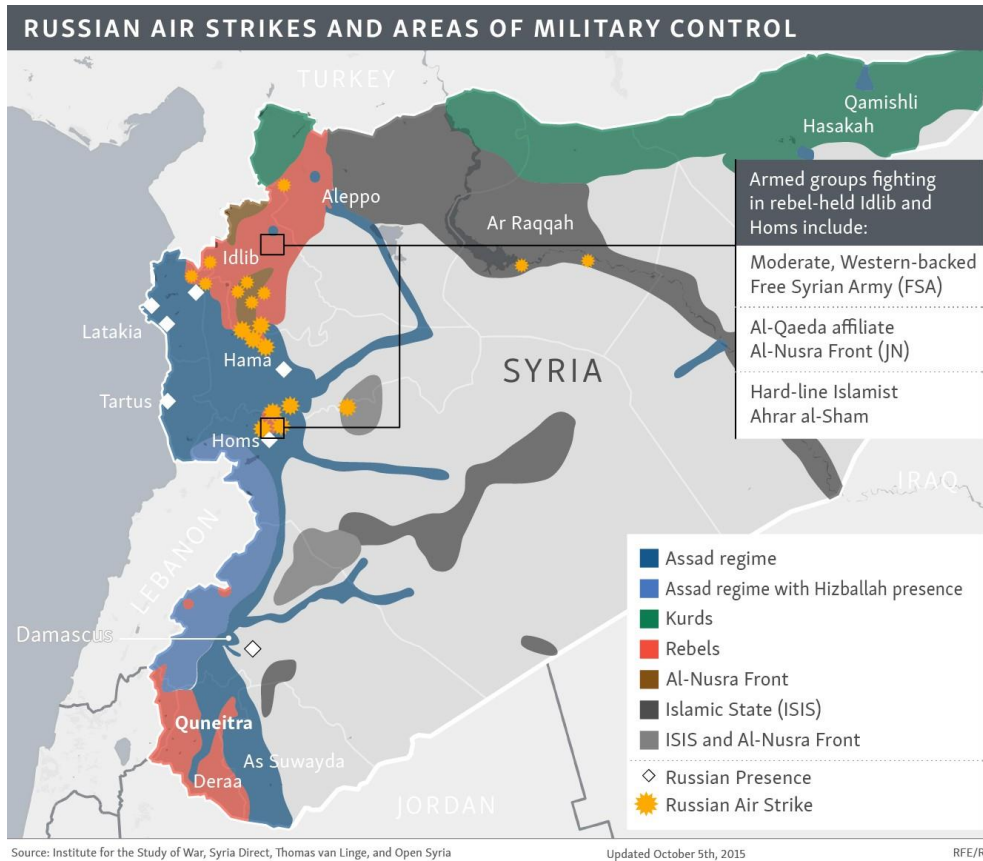 RUSSIAN AIR STRIKES AND AREAS OF MILITARY CONTROL
TURKEY
Qamishli
Hasakah
Aleppo
Ar Raqqah
Idlib
Latakia
Hama
SYRIA
Tartus
Homs
IRAQ
LEBANON
Damascus
Quneitra
As Suwayda
Deraa
JORDAN
Armed groups fighting
in rebel-held Idlib and
Homs include:
Moderate, Western-backed
Free Syrian Army (FSA)
Al-Qaeda affiliate
Al-Nusra Front (JN)
Hard-line Islamist
Ahrar al-Sham
Assad regime
Assad regime with Hizballah presence
Kurds
Rebels
Al-Nusra Front
Islamic State (ISIS)
ISIS and Al-Nusra Front
Russian Presence
Russian Air Strike
Source: Institute for the Study of War, Syria Direct, Thomas van Linge, and Open Syria
Updated October 5th, 2015
RFE/R